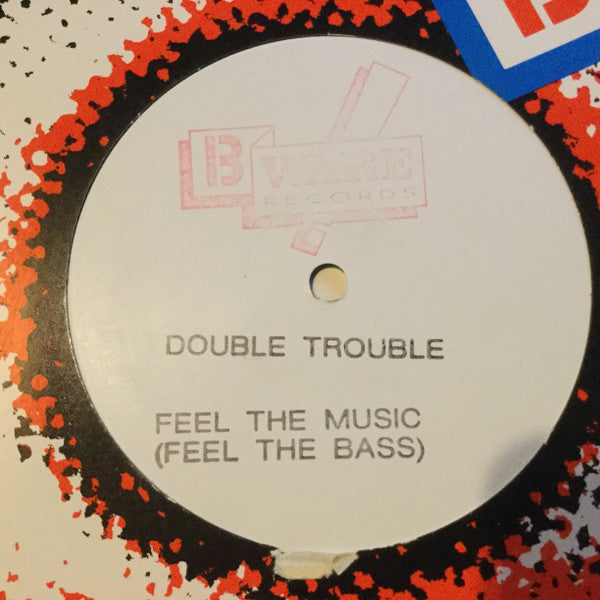 B WARE
RECORDS
DOUBLE TROUBLE
FEEL THE MUSIC
(FEEL THE BASS)